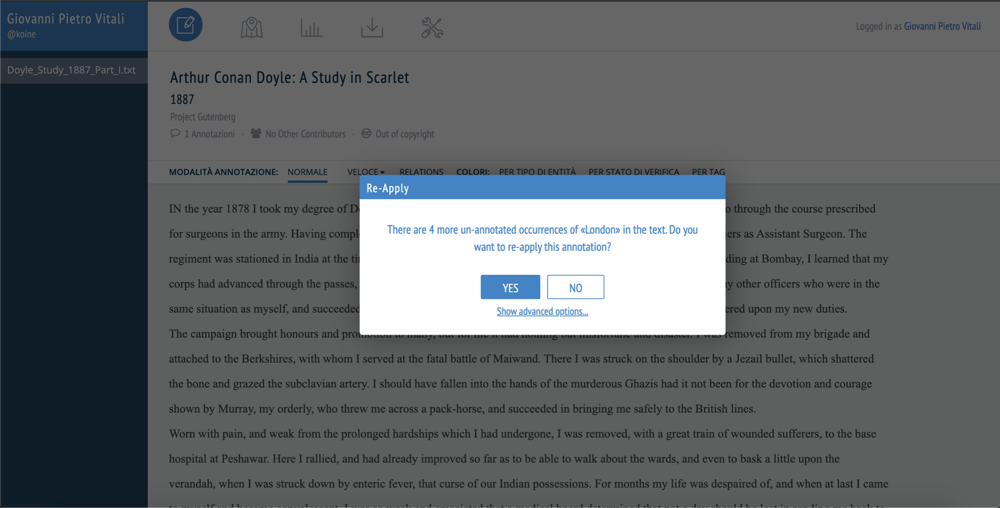 Giovanni Pietro Vitali
@koine
Logged in as Giovanni Pietro Vitali
Doyle_Study_1887_Part_I.txt
Arthur Conan Doyle: A Study in Scarlet
1887
Project Gutenberg
1 Annotazioni · No Other Contributors · Out of copyright
MODALITÀ ANNOTAZIONE: NORMALE VELOCE RELATIONS COLORI: PER TIPO DI ENTITÀ PER STATO DI VERIFICA PER TAG
Re-Apply
There are 4 more un-annotated occurrences of «London» in the text. Do you
want to re-apply this annotation?
YES NO
Show advanced options...
IN the year 1878 I took my degree of through the course prescribed
for surgeons in the army. Having as Assistant Surgeon. The
regiment was stationed in India at the at Bombay, I learned that my
corps had advanced through the passes, other officers who were in the
same situation as myself, and succeeded upon my new duties.
The campaign brought honours and promotion to many, but for me it had nothing but misfortune and disaster. I was removed from my brigade and
attached to the Berkshires, with whom I served at the fatal battle of Maiwand. There I was struck on the shoulder by a Jezail bullet, which shattered
the bone and grazed the subclavian artery. I should have fallen into the hands of the murderous Ghazis had it not been for the devotion and courage
shown by Murray, my orderly, who threw me across a pack-horse, and succeeded in bringing me safely to the British lines.
Worn with pain, and weak from the prolonged hardships which I had undergone, I was removed, with a great train of wounded sufferers, to the base
hospital at Peshawar. Here I rallied, and had already improved so far as to be able to walk about the wards, and even to bask a little upon the
verandah, when I was struck down by enteric fever, that curse of our Indian possessions. For months my life was despaired of, and when at last I came